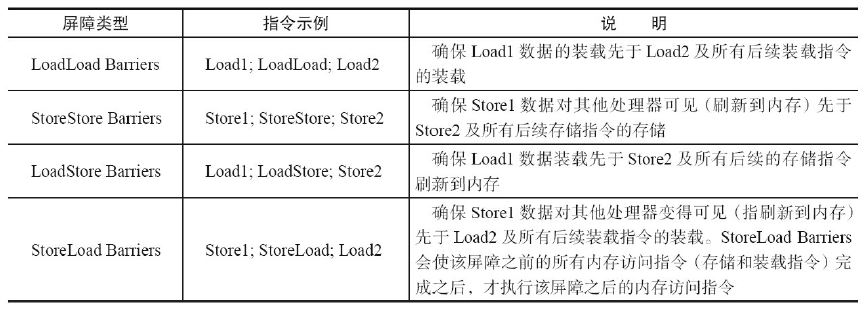 屏障类型 指令示例 说 明
LoadLoad Barriers Load1; LoadLoad; Load2 确保 Load1 数据的装载先于 Load2 及所有后续装载指令
的装载
StoreStore Barriers Store1; StoreStore; Store2 确保 Store1 数据对其他处理器可见（刷新到内存）先于
Store2 及所有后续存储指令的存储
LoadStore Barriers Load1; LoadStore; Store2 确保 Load1 数据装载先于 Store2 及所有后续的存储指令
刷新到内存
StoreLoad Barriers Store1; StoreLoad; Load2 确保 Store1 数据对其他处理器变得可见（指刷新到内存）
先于 Load2 及所有后续装载指令的装载。StoreLoad Barriers
会使该屏障之前的所有内存访问指令（存储和装载指令）完
成之后，才执行该屏障之后的内存访问指令